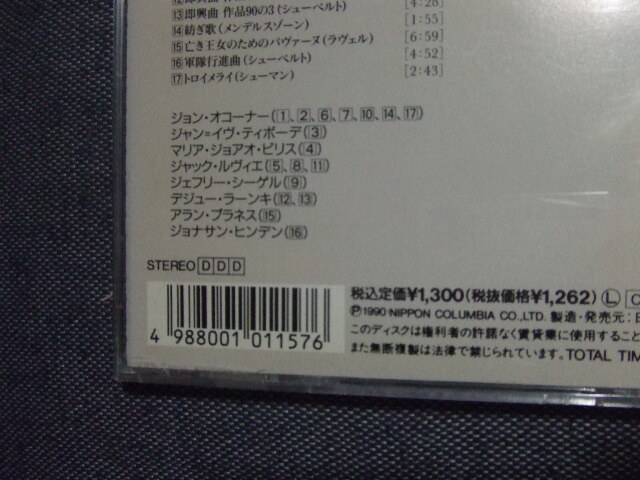 ⑬即興曲 作品90の3(シューベルト) [4:28]
⑭紡ぎ歌(メンデルスゾーン) [1:55]
⑮亡き王女のためのパヴァーヌ(ラヴェル) [6:59]
⑯軍隊行進曲(シューベルト) [4:52]
⑰トロイメライ(シューマン) [2:43]
ジョン・オコーナー(1、2、6、7、10、14、17)
ジャン=イヴ・ティボーデ(3)
マリア・ジョアオ・ピリス(4)
ジャック・ルヴィエ(5、8、11)
ジェフリー・シーゲル(9)
デジュー・ラーンキ(12、13)
アラン・プラネス(15)
ジョナサン・ヒンデン(16)
STEREO D D D
税込定価¥1,300(税抜価格¥1,262) Ⓛ
Ⓟ1990 NIPPON COLUMBIA CO.,LTD. 製造・発売元:
このディスクは権利者の許諾なく賃貸業に使用すること
また無断複製は法律で禁じられています。TOTAL TIM
4 988001 011576